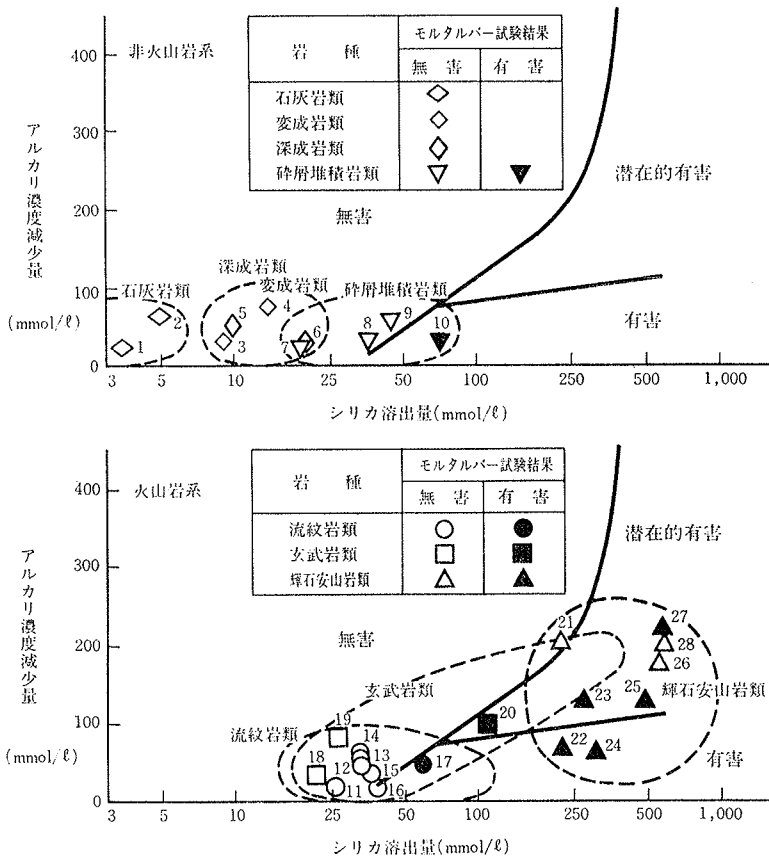 非火山岩系
岩 種
モルタルバー試験結果
無 害
有 害
石灰岩類
変成岩類
深成岩類
砕屑堆積岩類
アルカリ濃度減少量
(mmol/ℓ)
400
300
200
100
0
無害
潜在的有害
有害
石灰岩類
深成岩類
変成岩類
砕屑堆積岩類
1
2
3
4
5
6
7
8
9
10
3
5
10
25
50
100
250
500
1,000
シリカ溶出量(mmol/ℓ)
火山岩系
岩 種
モルタルバー試験結果
無 害
有 害
流紋岩類
玄武岩類
輝石安山岩類
アルカリ濃度減少量
(mmol/ℓ)
400
300
200
100
0
無害
潜在的有害
有害
流紋岩類
玄武岩類
輝石安山岩類
11
12
13
14
15
16
17
18
19
20
21
22
23
24
25
26
27
28
3
5
10
25
50
100
250
500
1,000
シリカ溶出量(mmol/ℓ)